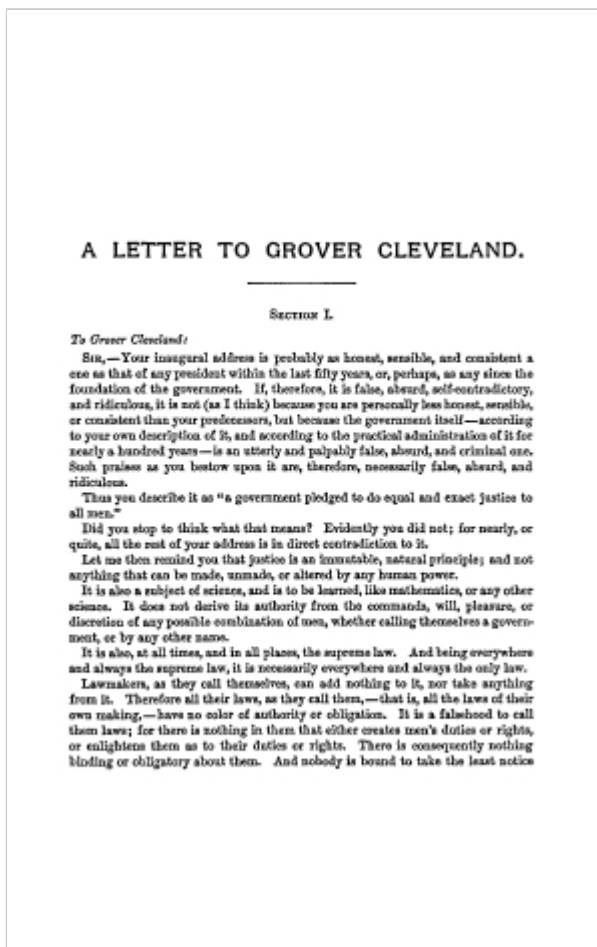 A LETTER TO GROVER CLEVELAND.
SECTION I.
To Grover Cleveland:
SIR,—Your inaugural address is probably as honest, sensible, and consistent a
one as that of any president within the last fifty years, or, perhaps, as any since the
foundation of the government. If, therefore, it is false, absurd, self-contradictory,
and ridiculous, it is not (as I think) because you are personally less honest, sensible,
or consistent than your predecessors, but because the government itself—according
to your own description of it, and according to the practical administration of it for
nearly a hundred years—is an utterly and palpably false, absurd, and criminal one.
Such praises as you bestow upon it are, therefore, necessarily false, absurd, and
ridiculous.
Thus you describe it as "a government pledged to do equal and exact justice to
all men."
Did you stop to think what that means? Evidently you did not; for nearly, or
quite, all the rest of your address is in direct contradiction to it.
Let me then remind you that justice is an immutable, natural principle; and not
anything that can be made, unmade, or altered by any human power.
It is also a subject of science, and is to be learned, like mathematics, or any other
science. It does not derive its authority from the commands, will, pleasure, or
discretion of any possible combination of men, whether calling themselves a govern-
ment, or by any other name.
It is also, at all times, and in all places, the supreme law. And being everywhere
and always the supreme law, it is necessarily everywhere and always the only law.
Lawmakers, as they call themselves, can add nothing to it, nor take anything
from it. Therefore all their laws, as they call them,—that is, all the laws of their
own making,—have no color of authority or obligation. It is a falsehood to call
them laws; for there is nothing in them that either creates men's duties or rights,
or enlightens them as to their duties or rights. There is consequently nothing
binding or obligatory about them. And nobody is bound to take the least notice